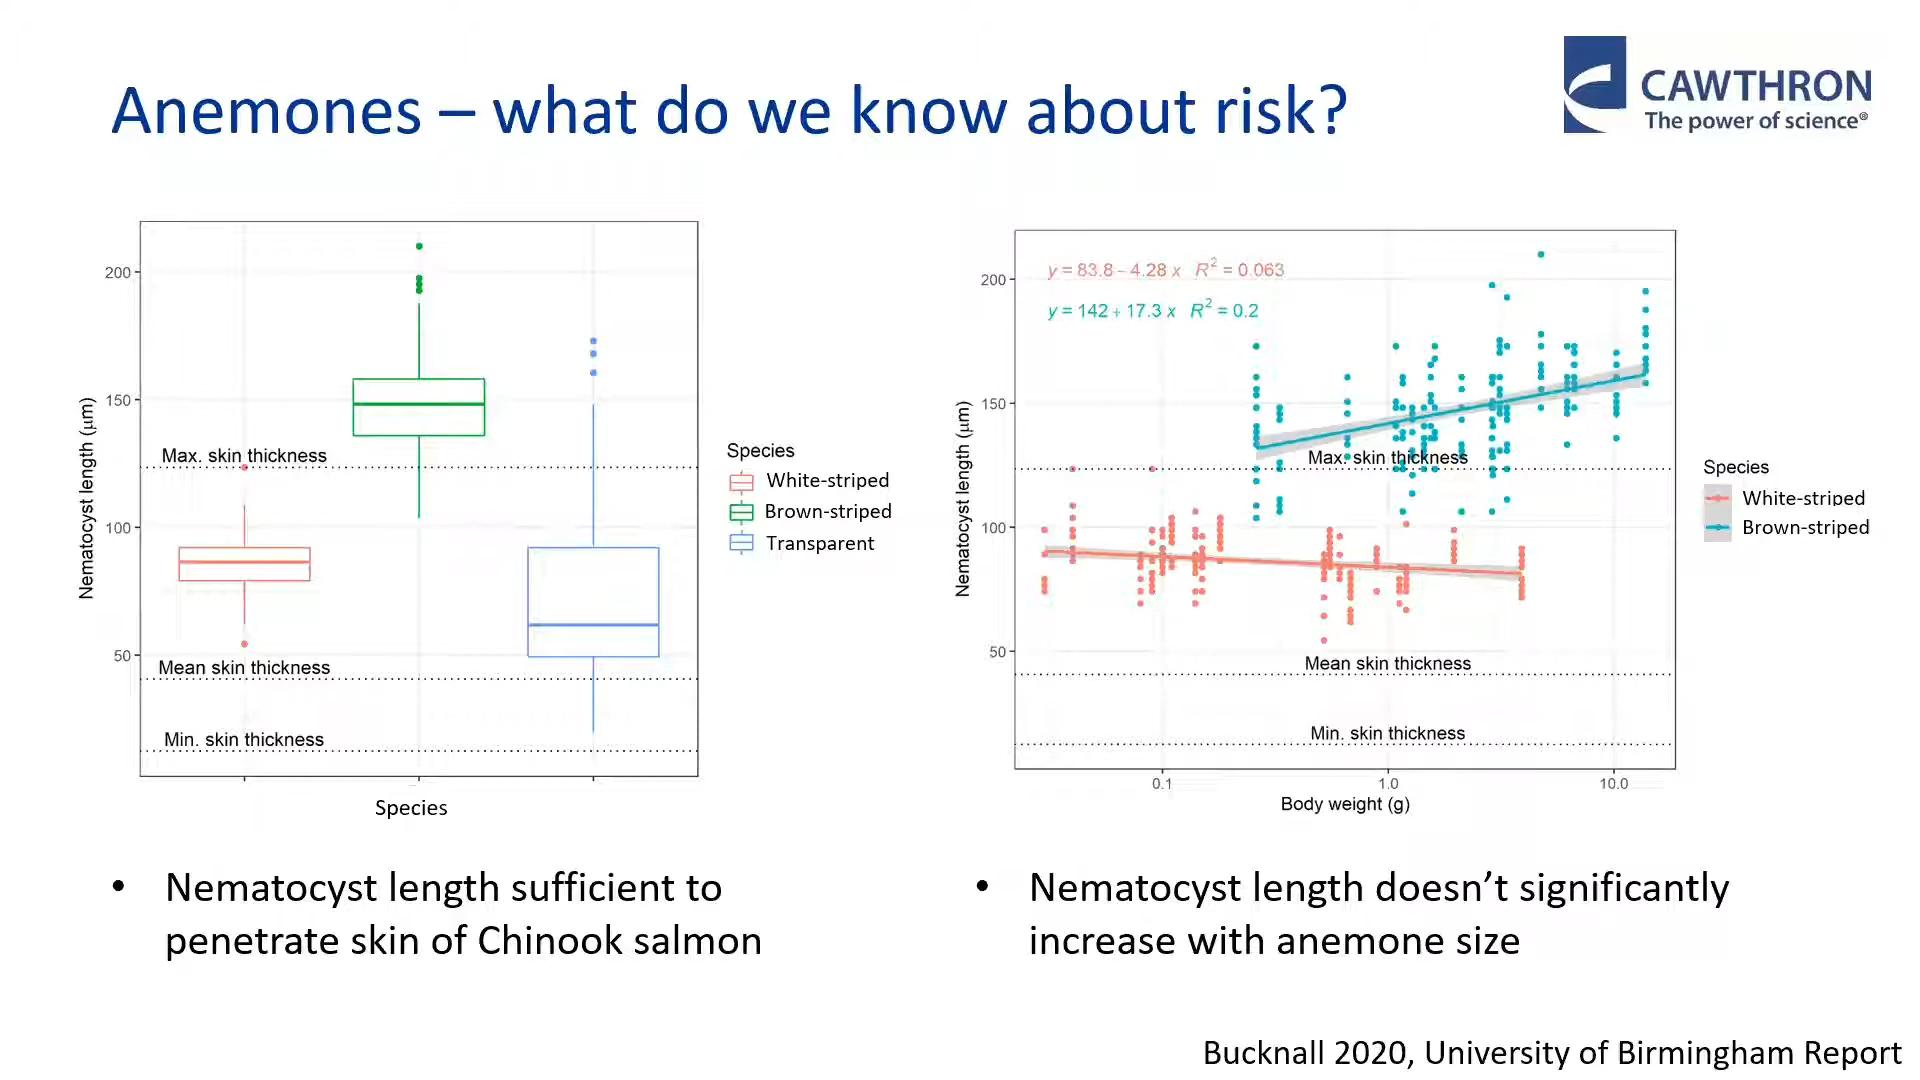 Anemones – what do we know about risk?
CAWTHRON
The power of science®
Nematocyst length (µm)
200
150
100
50
Max. skin thickness
Mean skin thickness
Min. skin thickness
Species
Species
White-striped
Brown-striped
Transparent
Nematocyst length (µm)
200
150
100
50
y = 83.8 – 4.28 x R² = 0.063
y = 142 + 17.3 x R² = 0.2
Max. skin thickness
Mean skin thickness
Min. skin thickness
0.1 1.0 10.0
Body weight (g)
Species
White-striped
Brown-striped
• Nematocyst length sufficient to
penetrate skin of Chinook salmon
• Nematocyst length doesn’t significantly
increase with anemone size
Bucknall 2020, University of Birmingham Report